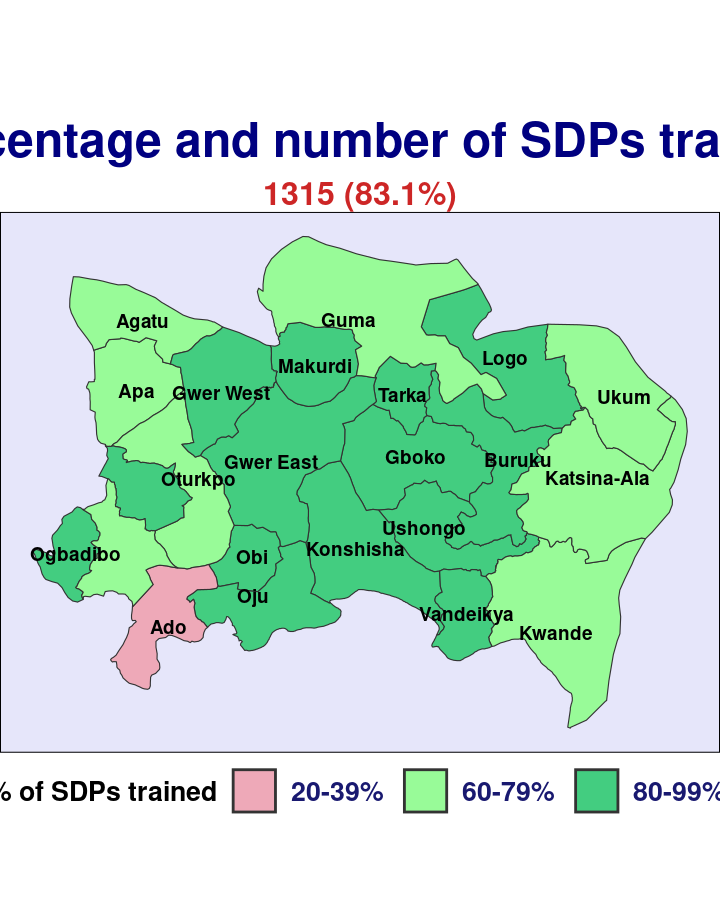 centage and number of SDPs tra
1315 (83.1%)
Agatu
Guma
Makurdi
Logo
Apa
Gwer West
Tarka
Ukum
Gwer East
Gboko
Buruku
Oturkpo
Katsina-Ala
Ushongo
Ogbadibo
Obi
Konshisha
Oju
Vandeikya
Ado
Kwande
% of SDPs trained 20-39% 60-79% 80-99%